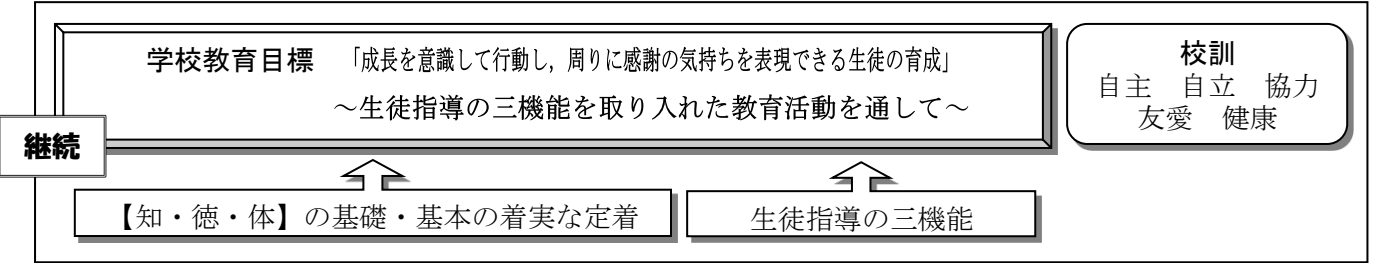 学校教育目標 「成長を意識して行動し，周りに感謝の気持ちを表現できる生徒の育成」
～生徒指導の三機能を取り入れた教育活動を通して～
校訓
自主 自立 協力
友愛 健康
継続
【知・徳・体】の基礎・基本の着実な定着
生徒指導の三機能